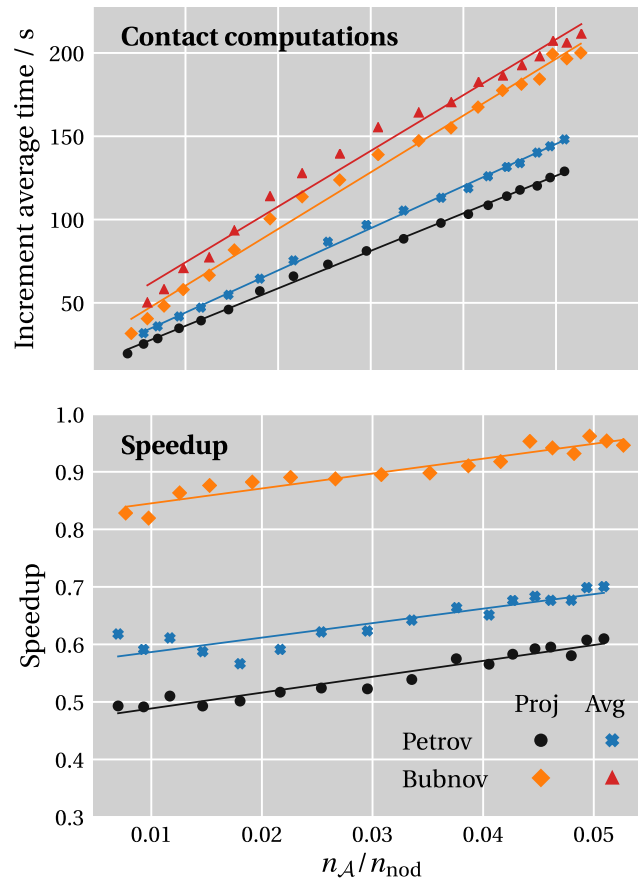 Contact computations
Increment average time / s
200
150
100
50
Speedup
Speedup
1.0
0.9
0.8
0.7
0.6
0.5
0.4
0.3
Proj Avg
Petrov
Bubnov
0.01 0.02 0.03 0.04 0.05
n_𝒜/n_nod